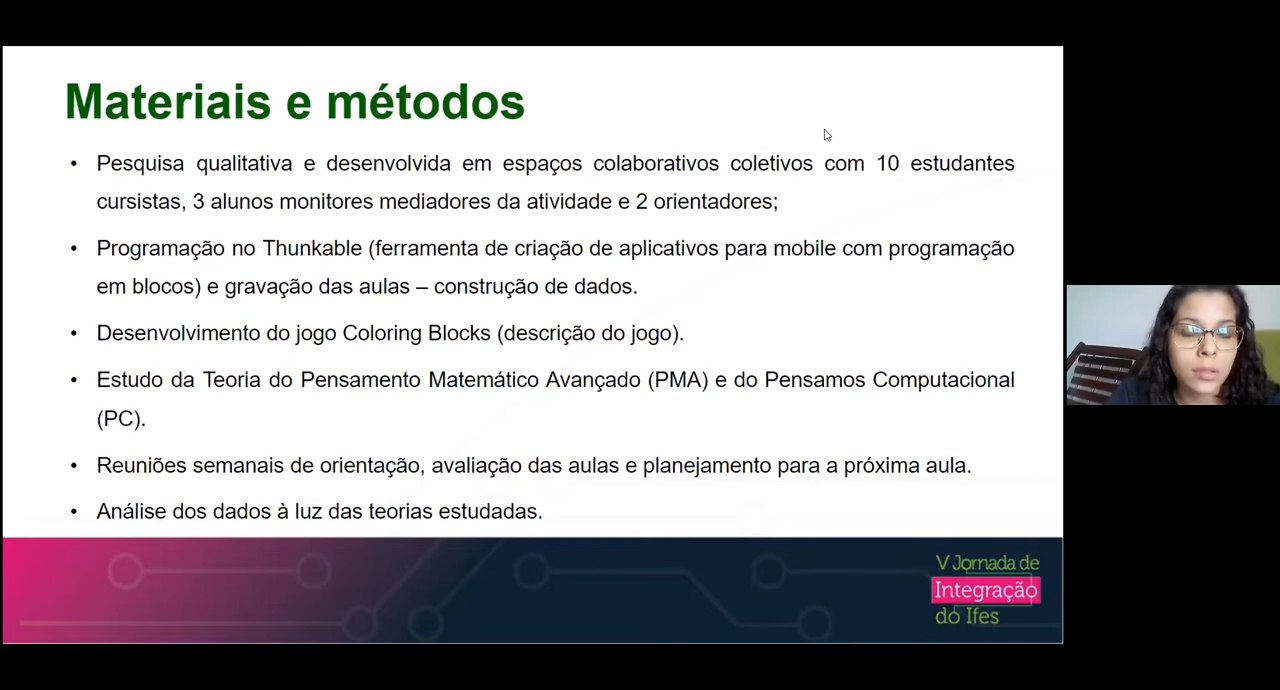 Materiais e métodos
• Pesquisa qualitativa e desenvolvida em espaços colaborativos coletivos com 10 estudantes
cursistas, 3 alunos monitores mediadores da atividade e 2 orientadores;
• Programação no Thunkable (ferramenta de criação de aplicativos para mobile com programação
em blocos) e gravação das aulas – construção de dados.
• Desenvolvimento do jogo Coloring Blocks (descrição do jogo).
• Estudo da Teoria do Pensamento Matemático Avançado (PMA) e do Pensamos Computacional
(PC).
• Reuniões semanais de orientação, avaliação das aulas e planejamento para a próxima aula.
• Análise dos dados à luz das teorias estudadas.
V Jornada de
Integração
do Ifes